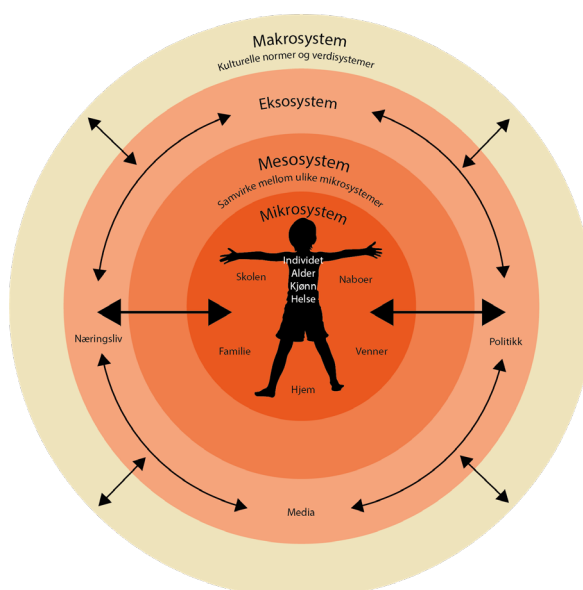 Makrosystem
Kulturelle normer og verdisystemer
Eksosystem
Mesosystem
Samvirke mellom ulike mikrosystemer
Mikrosystem
Individet
Alder
Kjønn
Helse
Skolen
Naboer
Familie
Venner
Hjem
Næringsliv
Politikk
Media